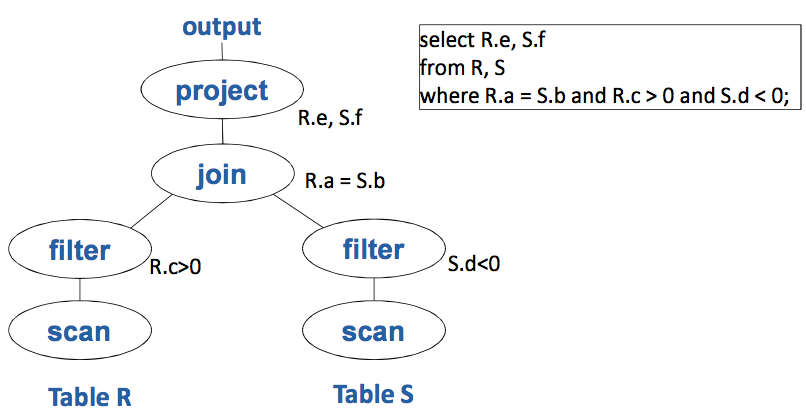 output
select R.e, S.f
from R, S
where R.a = S.b and R.c > 0 and S.d < 0;
project
R.e, S.f
join
R.a = S.b
filter
R.c>0
filter
S.d<0
scan
scan
Table R
Table S